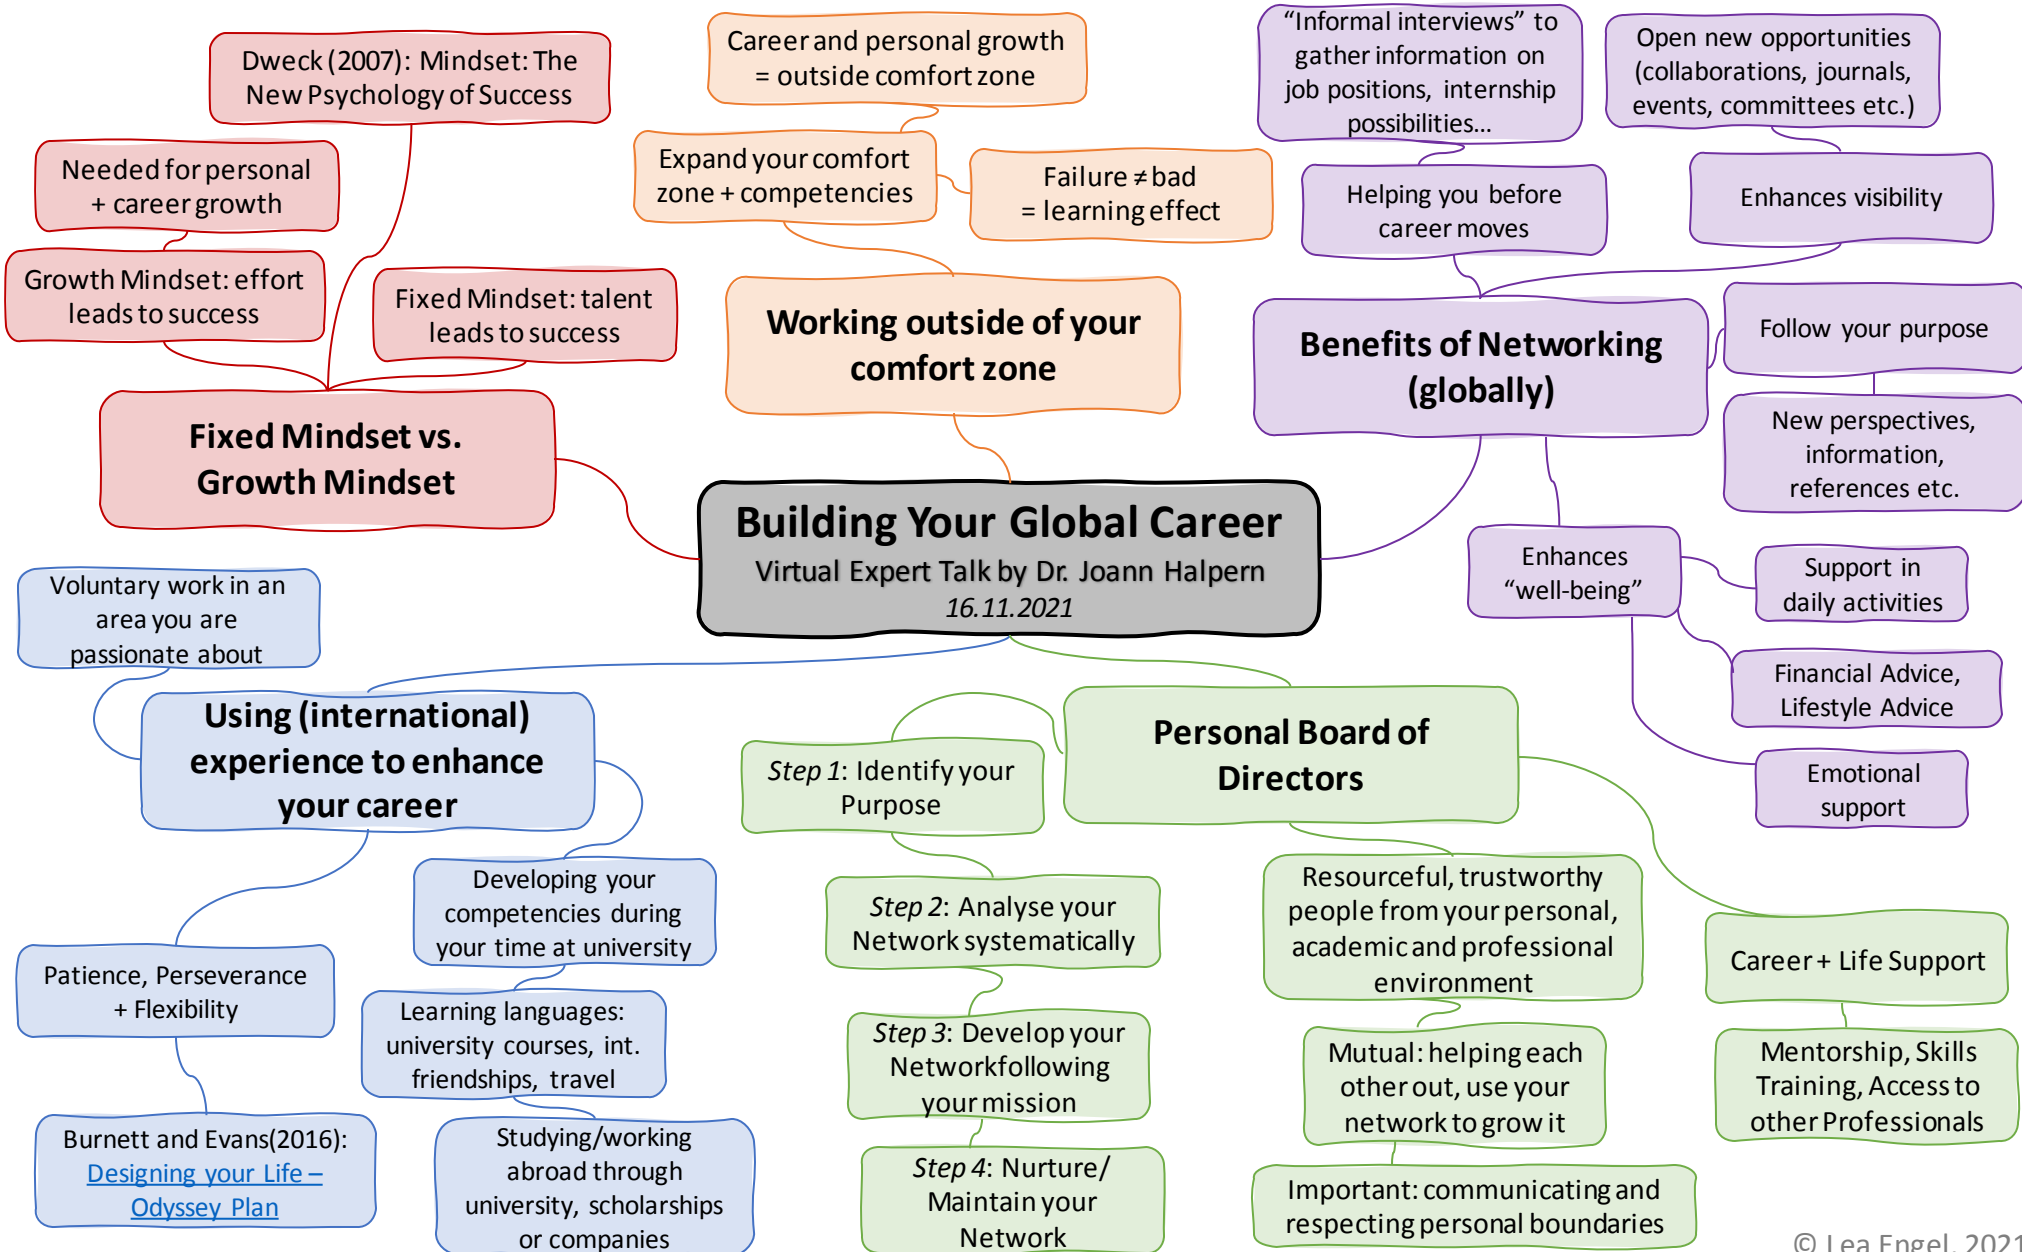 Dweck (2007): Mindset: The
New Psychology of Success
Needed for personal
+ career growth
Growth Mindset: effort
leads to success
Fixed Mindset: talent
leads to success
Fixed Mindset vs.
Growth Mindset
Career and personal growth
= outside comfort zone
Expand your comfort
zone + competencies
Failure ≠ bad
= learning effect
Working outside of your
comfort zone
“Informal interviews” to
gather information on
job positions, internship
possibilities...
Open new opportunities
(collaborations, journals,
events, committees etc.)
Helping you before
career moves
Enhances visibility
Benefits of Networking
(globally)
Follow your purpose
New perspectives,
information,
references etc.
Enhances
“well-being”
Support in
daily activities
Financial Advice,
Lifestyle Advice
Emotional
support
Building Your Global Career
Virtual Expert Talk by Dr. Joann Halpern
16.11.2021
Voluntary work in an
area you are
passionate about
Using (international)
experience to enhance
your career
Developing your
competencies during
your time at university
Patience, Perseverance
+ Flexibility
Learning languages:
university courses, int.
friendships, travel
Burnett and Evans(2016):
Designing your Life –
Odyssey Plan
Studying/working
abroad through
university, scholarships
or companies
Personal Board of
Directors
Step 1: Identify your
Purpose
Step 2: Analyse your
Network systematically
Step 3: Develop your
Networkfollowing
your mission
Step 4: Nurture/
Maintain your
Network
Resourceful, trustworthy
people from your personal,
academic and professional
environment
Mutual: helping each
other out, use your
network to grow it
Important: communicating and
respecting personal boundaries
Career + Life Support
Mentorship, Skills
Training, Access to
other Professionals
© Lea Engel, 2021